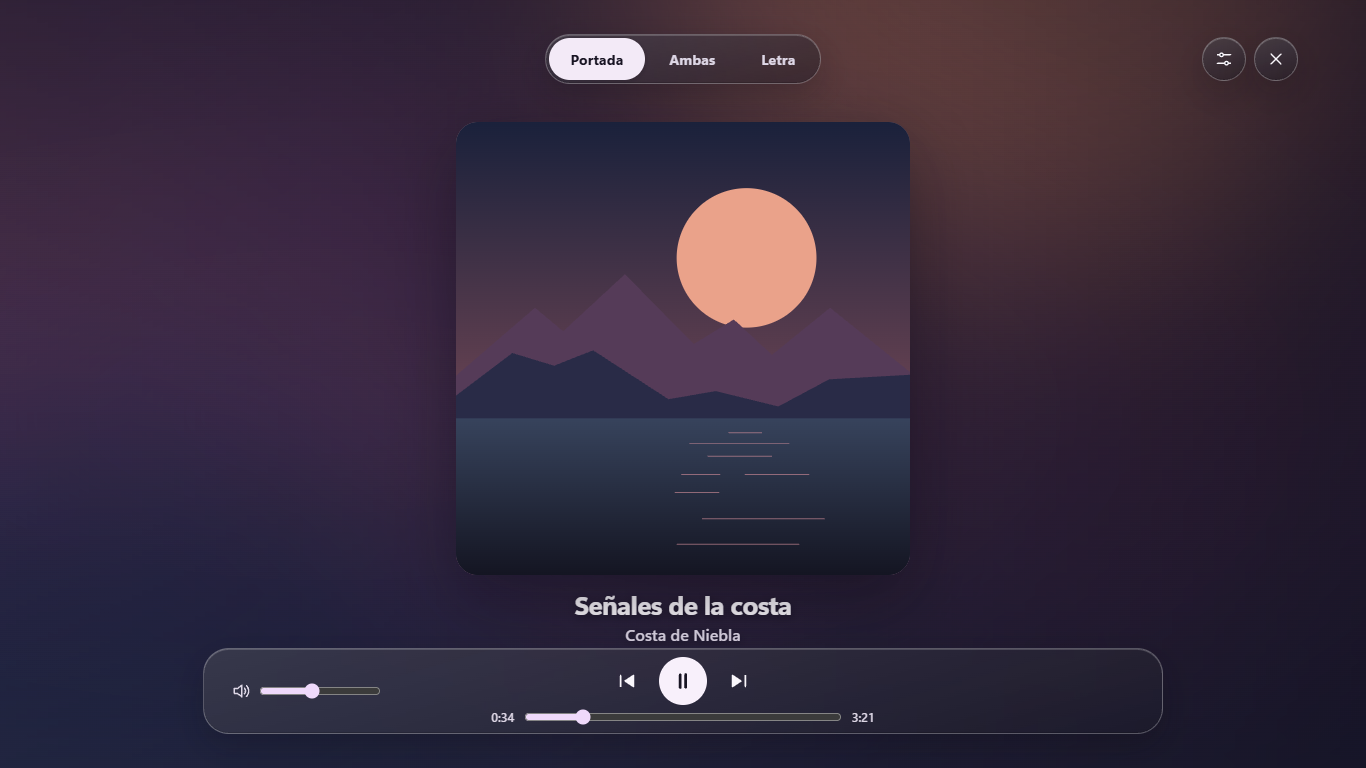 Portada
Ambas
Letra
Señales de la costa
Costa de Niebla
0:34
3:21